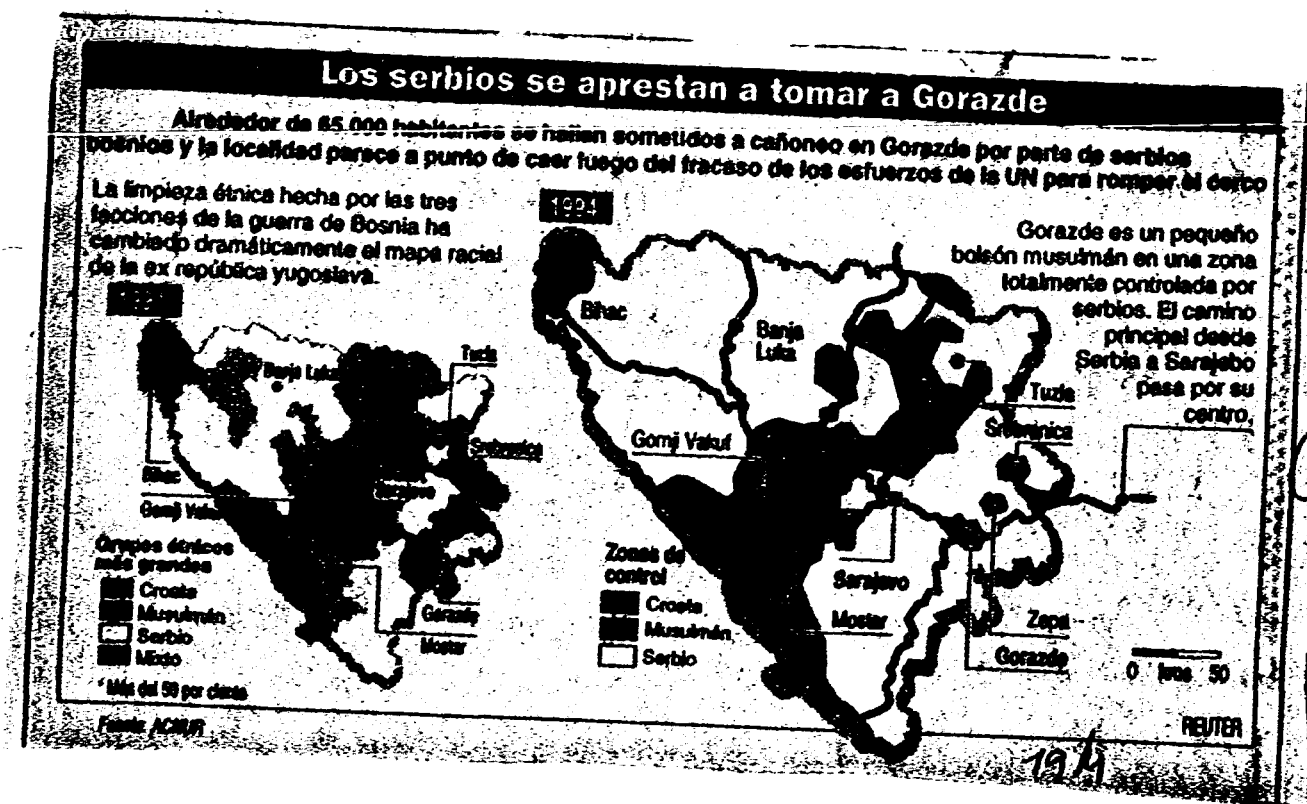 Los serbios se aprestan a tomar a Gorazde
Alrededor de 65.000 habitantes se hallan sometidos a cañoneo en Gorazde por parte de serbios
bosnios y la localidad parece a punto de caer fuego del fracaso de los esfuerzos de la UN para romper el cerco
La limpieza étnica hecha por las tres
facciones de la guerra de Bosnia ha
cambiado dramáticamente el mapa racial
de la ex república yugoslava.
1991
Banja Luka
Tucla
Srebrenica
Sarajevo
Bihac
Gornji Vakuf
Gorazde
Mostar
Grupos étnicos
más grandes
Croata
Musulmán
Serbio
Mixto
* Más del 50 por ciento
Fuente: ACNUR
1994
Gorazde es un pequeño
bolsón musulmán en una zona
totalmente controlada por
serbios. El camino
principal desde
Serbia a Sarajebo
pasa por su
centro.
Bihac
Banja
Luka
Tuzla
Srebrinica
Gornji Vakuf
Sarajevo
Mostar
Zepa
Gorazde
Zonas de
control
Croata
Musulmán
Serbio
0 kms 50
REUTER
19/4